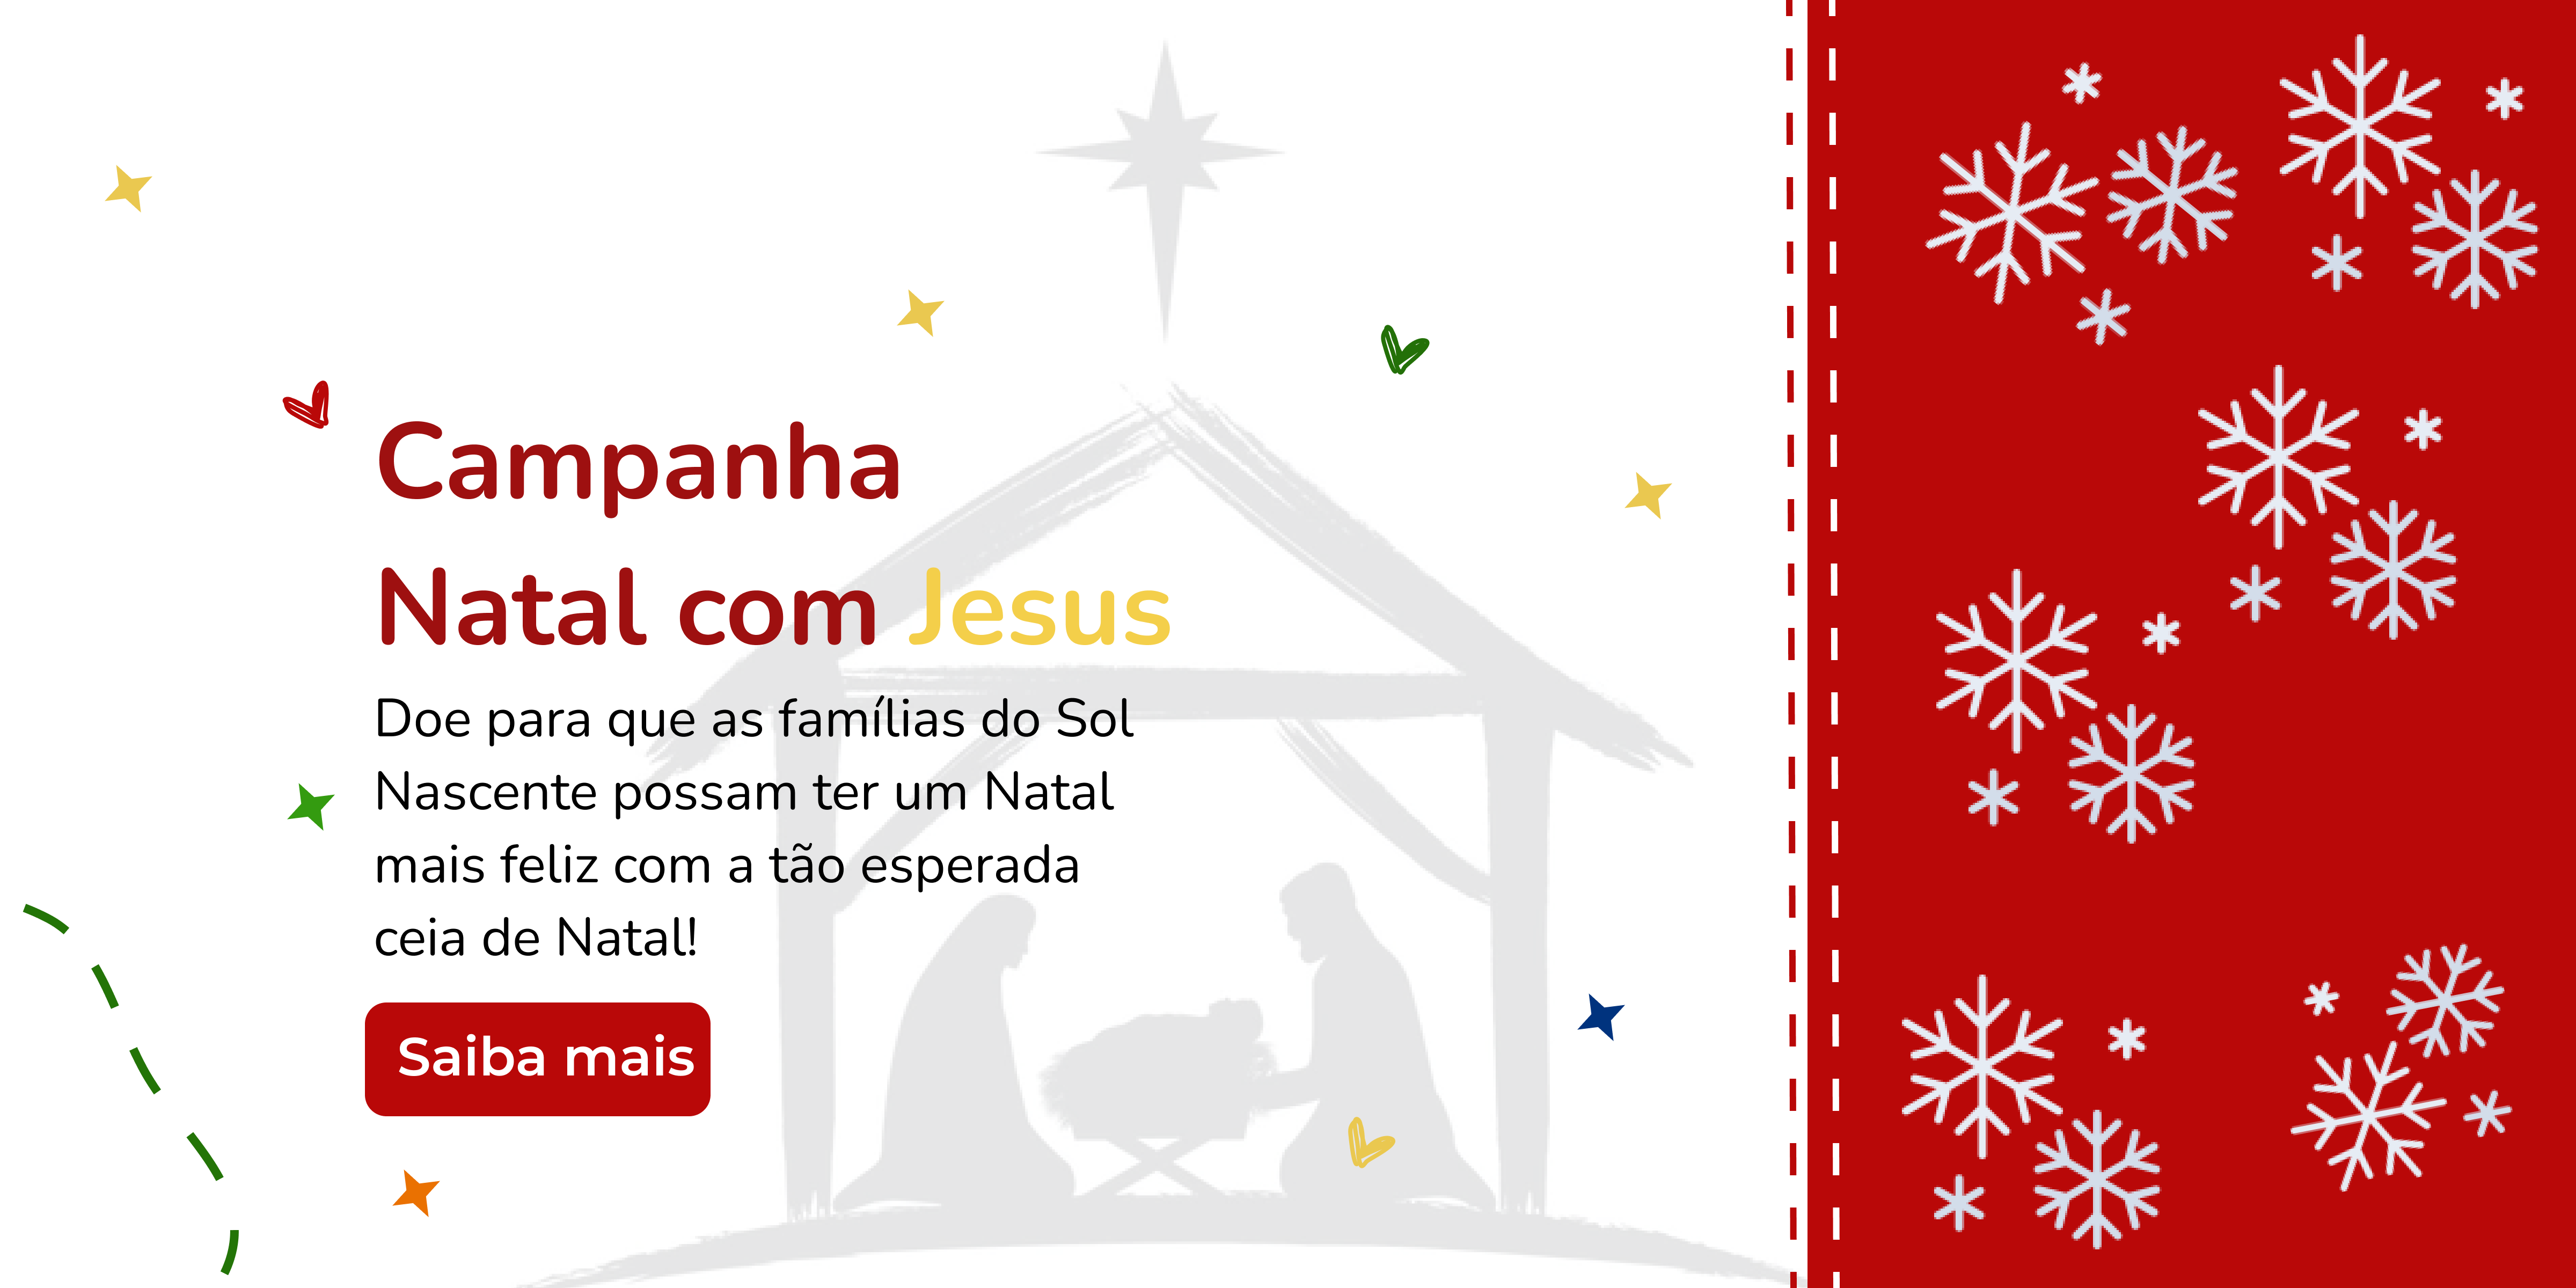 Campanha
Natal com Jesus
Doe para que as famílias do Sol
Nascente possam ter um Natal
mais feliz com a tão esperada
ceia de Natal!
Saiba mais